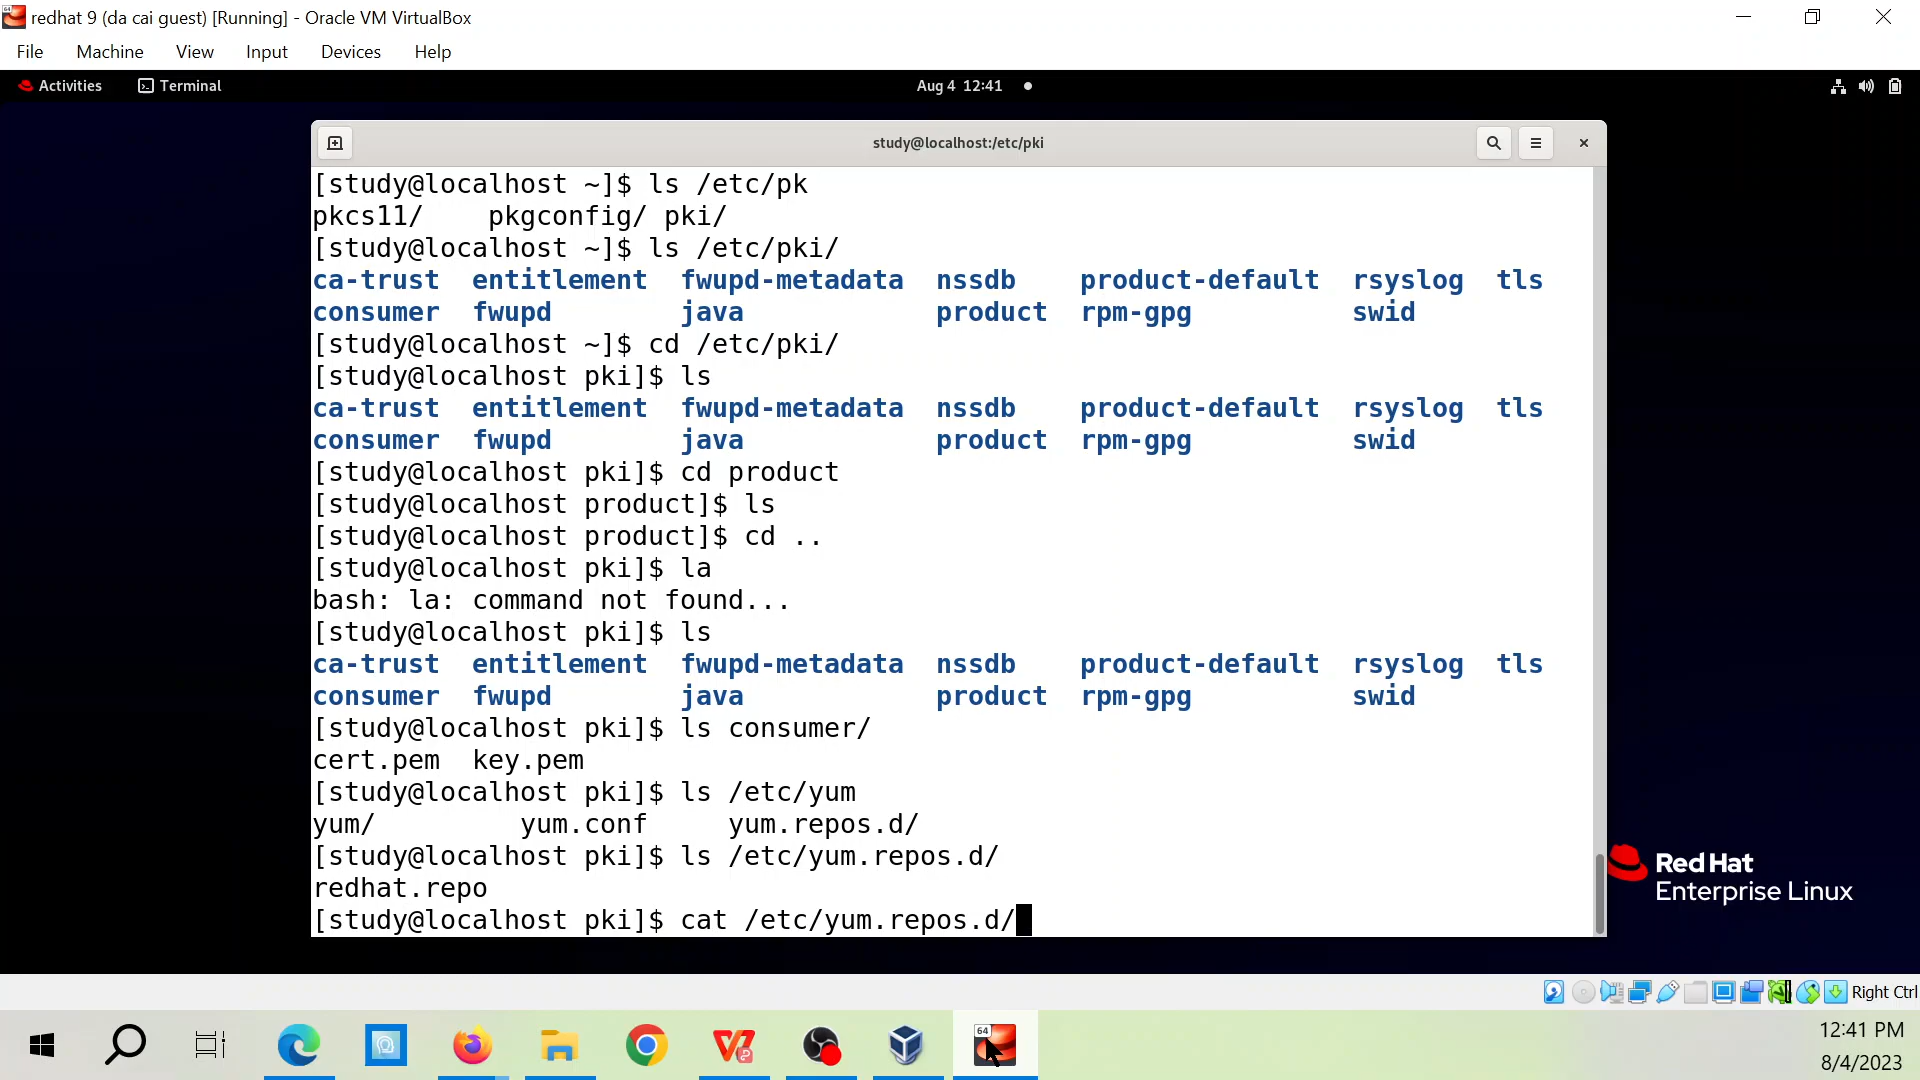 redhat 9 (da cai guest) [Running] - Oracle VM VirtualBox
File Machine View Input Devices Help
Activities Terminal Aug 4 12:41
study@localhost:/etc/pki
[study@localhost ~]$ ls /etc/pk
pkcs11/ pkgconfig/ pki/
[study@localhost ~]$ ls /etc/pki/
ca-trust entitlement fwupd-metadata nssdb product-default rsyslog tls
consumer fwupd java product rpm-gpg swid
[study@localhost ~]$ cd /etc/pki/
[study@localhost pki]$ ls
ca-trust entitlement fwupd-metadata nssdb product-default rsyslog tls
consumer fwupd java product rpm-gpg swid
[study@localhost pki]$ cd product
[study@localhost product]$ ls
[study@localhost product]$ cd ..
[study@localhost pki]$ la
bash: la: command not found...
[study@localhost pki]$ ls
ca-trust entitlement fwupd-metadata nssdb product-default rsyslog tls
consumer fwupd java product rpm-gpg swid
[study@localhost pki]$ ls consumer/
cert.pem key.pem
[study@localhost pki]$ ls /etc/yum
yum/ yum.conf yum.repos.d/
[study@localhost pki]$ ls /etc/yum.repos.d/
redhat.repo
[study@localhost pki]$ cat /etc/yum.repos.d/
Red Hat
Enterprise Linux
Right Ctrl
64
12:41 PM
8/4/2023